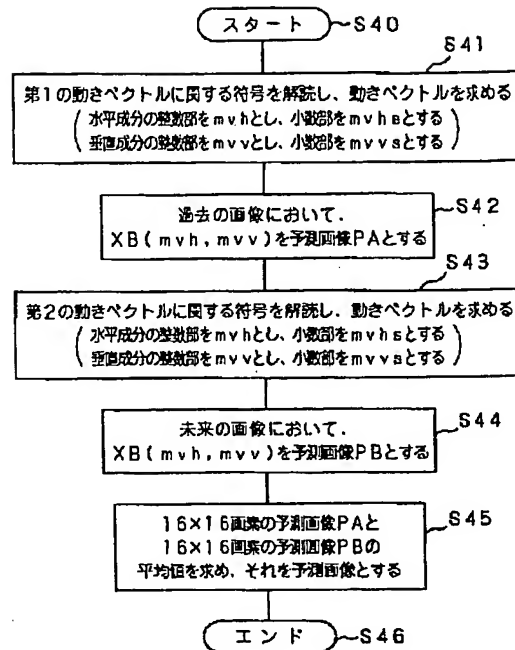 スタート
S40
S41
第1の動きベクトルに関する符号を解読し、動きベクトルを求める
(水平成分の整数部をmvhとし、小数部をmvhsとする
垂直成分の整数部をmvvとし、小数部をmvvsとする)
S42
過去の画像において、
XB(mvh,mvv)を予測画像PAとする
S43
第2の動きベクトルに関する符号を解読し、動きベクトルを求める
(水平成分の整数部をmvhとし、小数部をmvhsとする
垂直成分の整数部をmvvとし、小数部をmvvsとする)
S44
未来の画像において、
XB(mvh,mvv)を予測画像PBとする
S45
16×16画素の予測画像PAと
16×16画素の予測画像PBの
平均値を求め、それを予測画像とする
エンド
S46